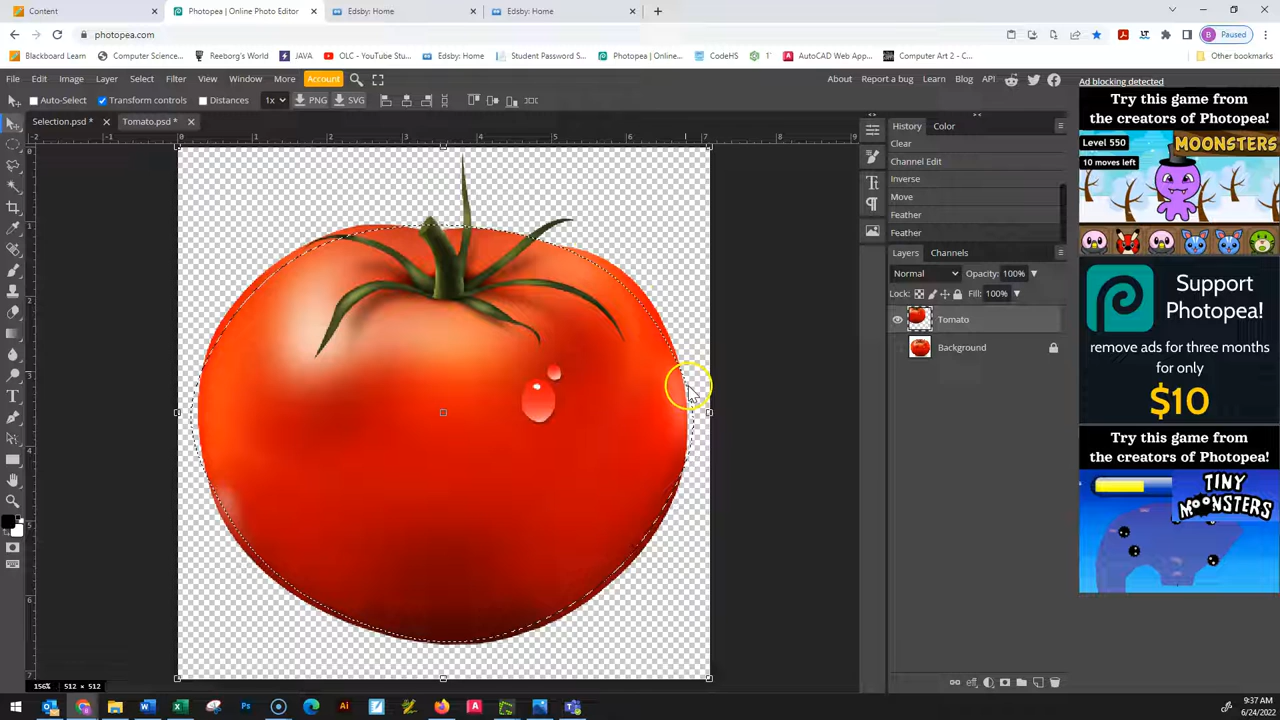 Content
Photopea | Online Photo Editor
Edsby: Home
Edsby: Home
photopea.com
Paused
Blackboard Learn
Computer Science...
Reeborg's World
JAVA
OLC - YouTube Stu...
Edsby: Home
Student Password S...
Photopea | Online...
CodeHS
AutoCAD Web App...
Computer Art 2 - C...
Other bookmarks
File Edit Image Layer Select Filter View Window More Account
About Report a bug Learn Blog API
Auto-Select Transform controls Distances 1x PNG SVG
Selection.psd *
Tomato.psd *
History Color
Clear
Channel Edit
Inverse
Move
Feather
Feather
Layers Channels
Normal Opacity: 100%
Lock: Fill: 100%
Tomato
Background
Ad blocking detected
Try this game from
the creators of Photopea!
Level 550
10 moves left
MOONSTERS
Support
Photopea!
remove ads for three months
for only
$10
Try this game from
the creators of Photopea!
TINY
MOONSTERS
156% 512 × 512
9:37 AM
6/24/2022